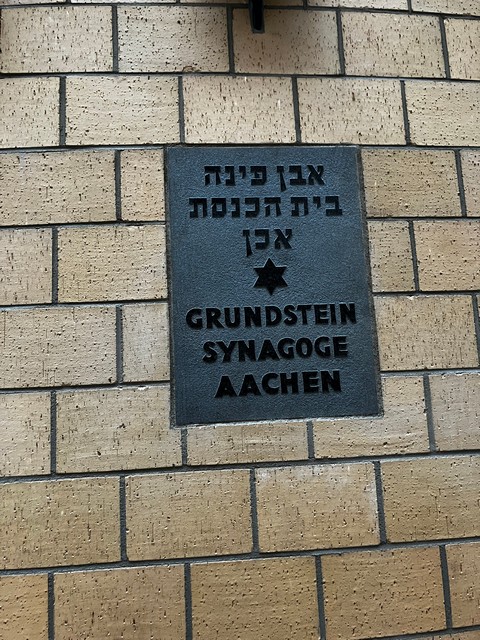 אבן פינה
בית הכנסת
אכן
GRUNDSTEIN
SYNAGOGE
AACHEN